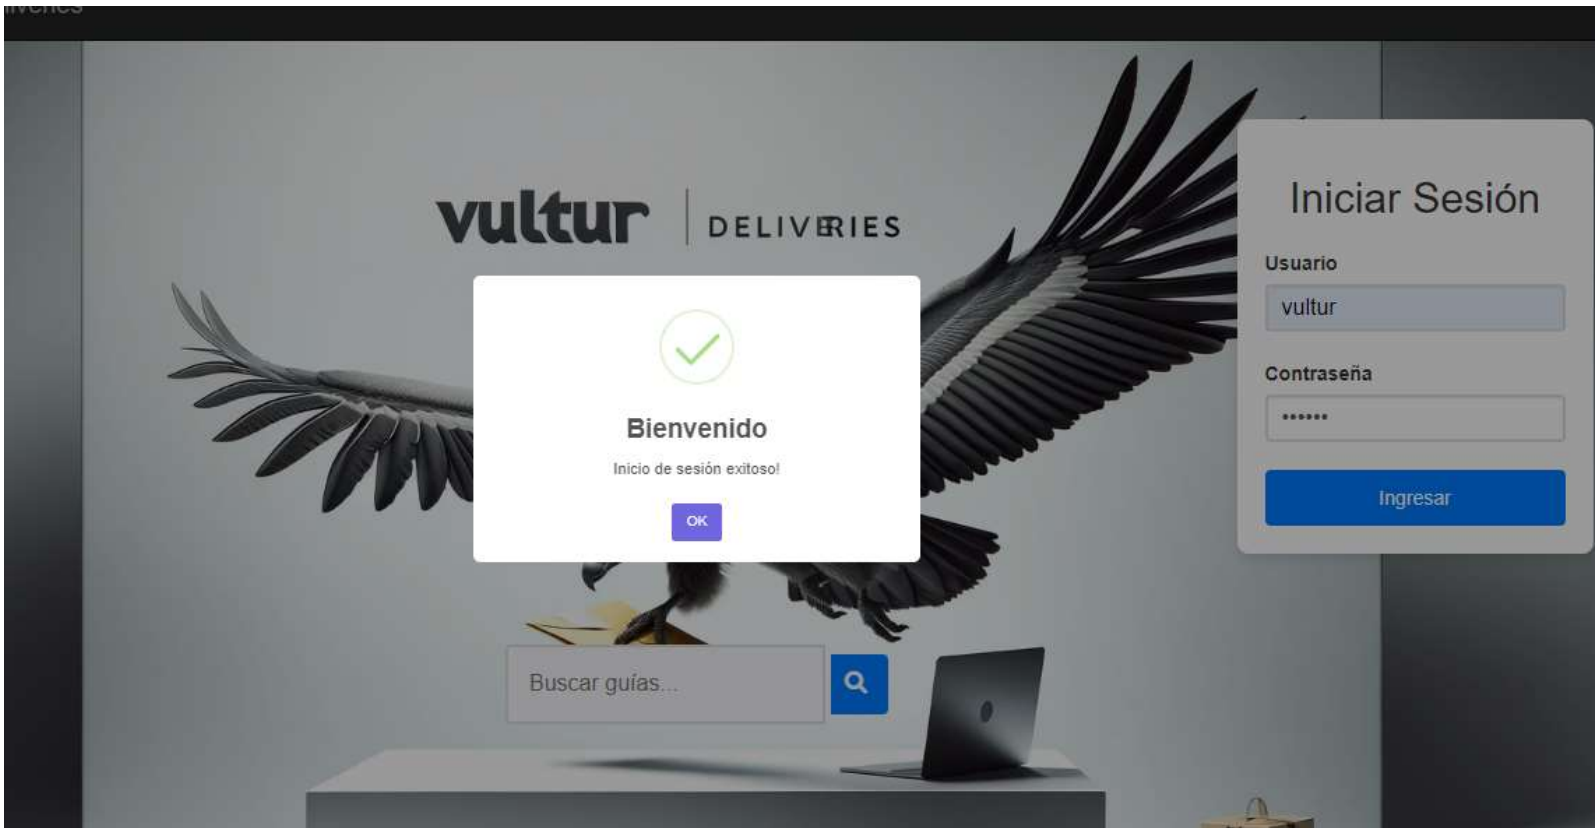 vultur | DELIVERIES
Iniciar Sesión
Usuario
vultur
Contraseña
••••••
Ingresar
Bienvenido
Inicio de sesión exitoso!
OK
Buscar guías...